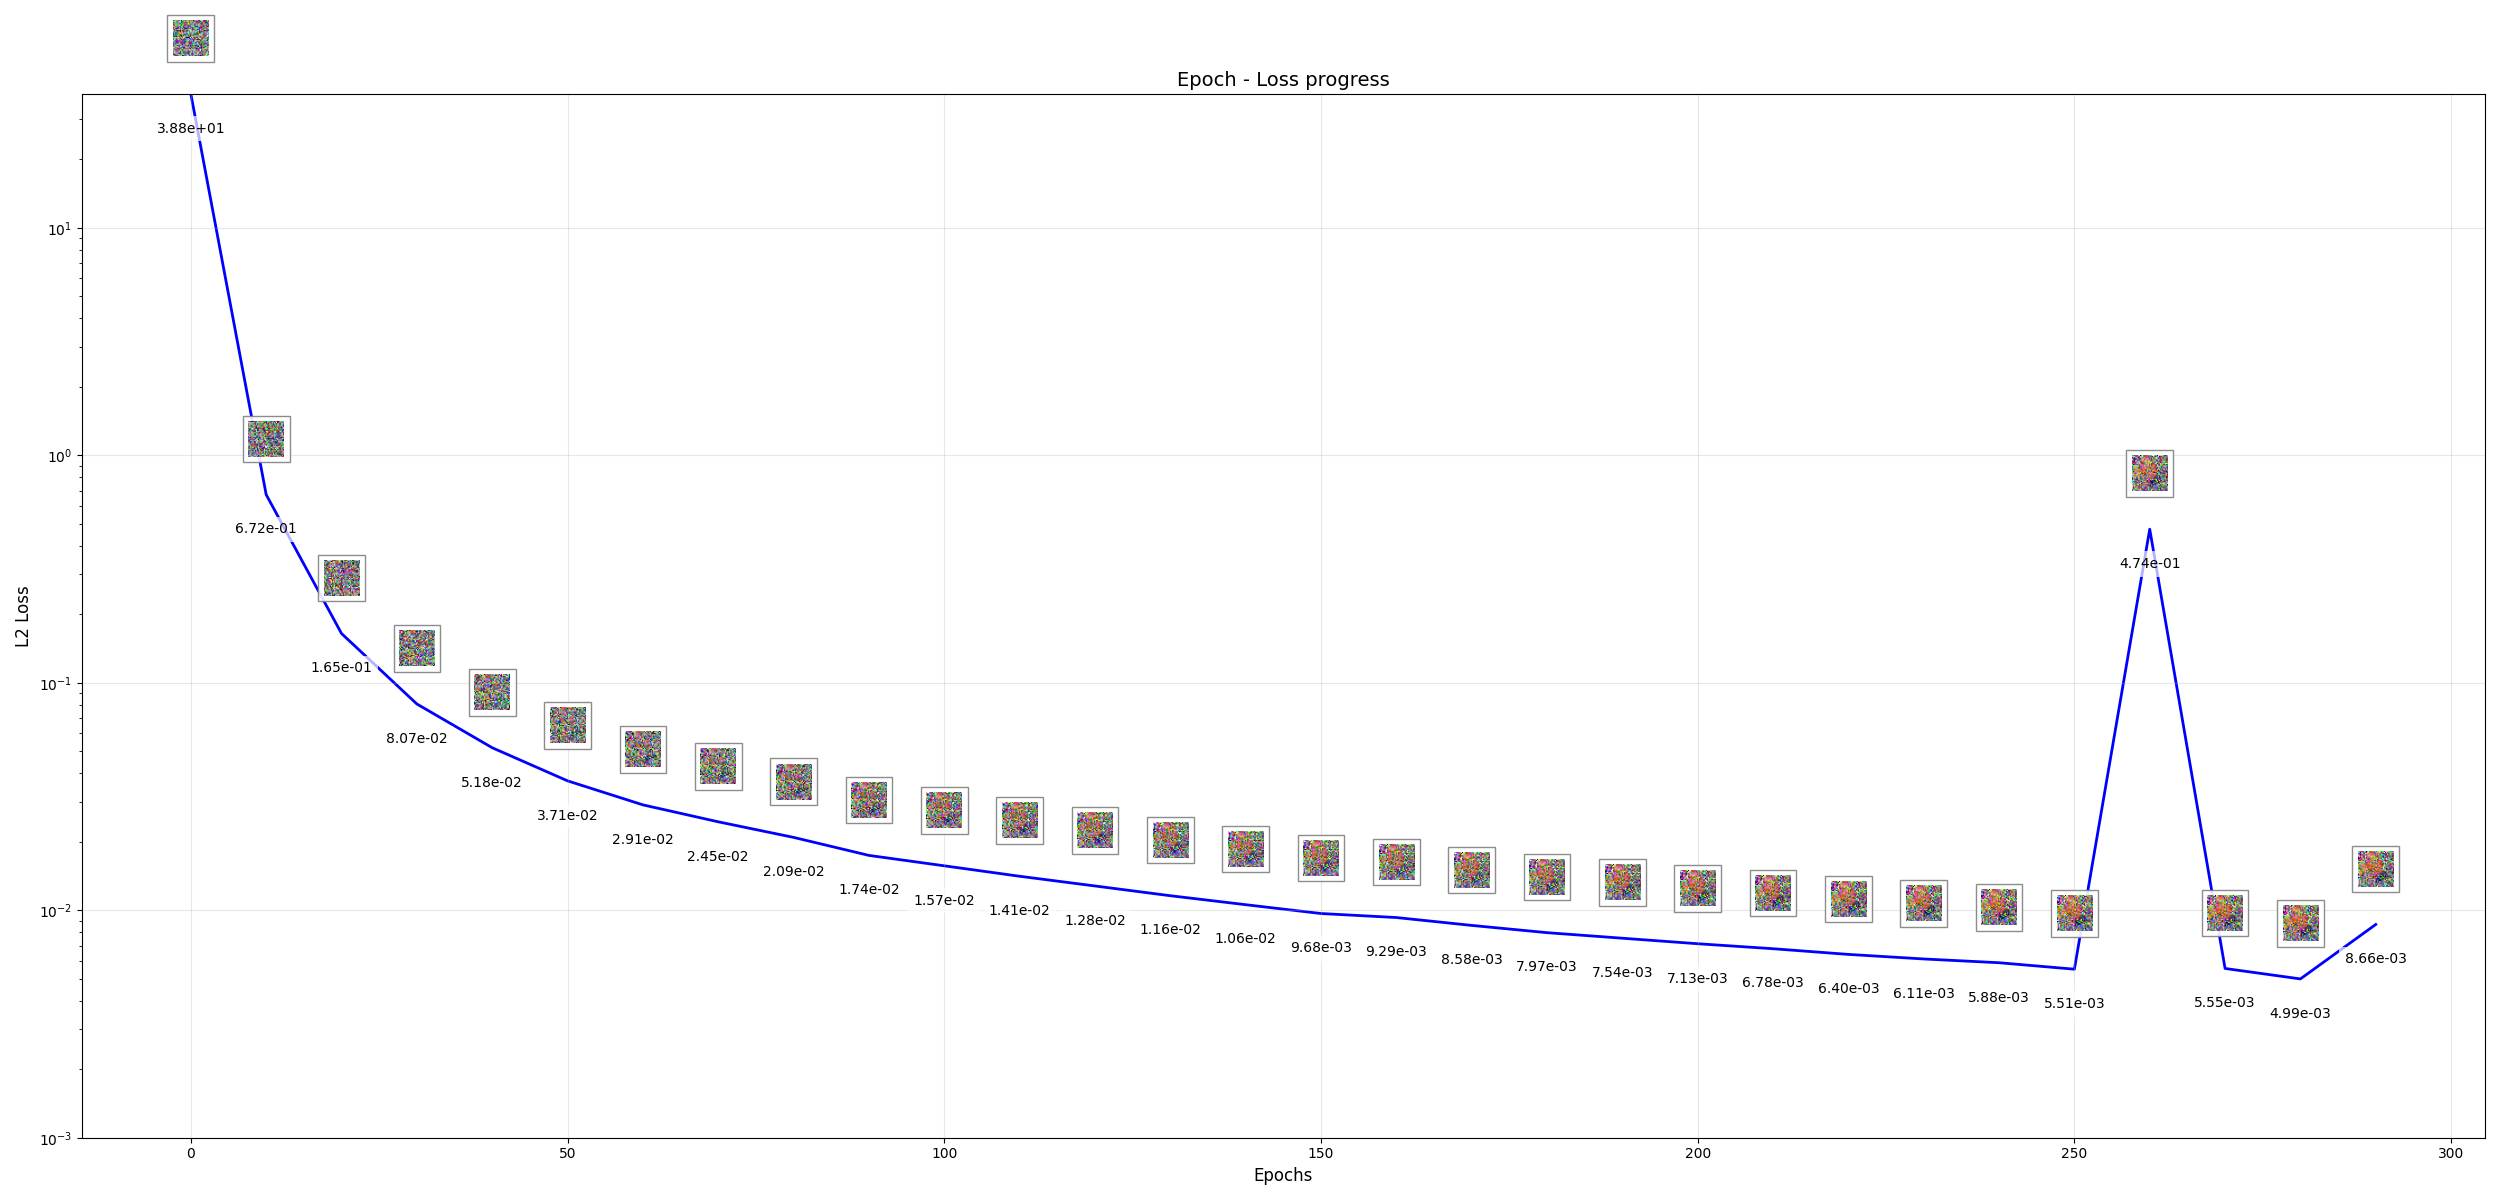 Epoch - Loss progress
3.88e+01
10¹
10⁰
6.72e-01
4.74e-01
L2 Loss
1.65e-01
10⁻¹
8.07e-02
5.18e-02
3.71e-02
2.91e-02
2.45e-02
2.09e-02
1.74e-02
1.57e-02
1.41e-02
1.28e-02
1.16e-02
1.06e-02
9.68e-03
9.29e-03
8.58e-03
7.97e-03
7.54e-03
7.13e-03
6.78e-03
6.40e-03
6.11e-03
5.88e-03
5.51e-03
5.55e-03
4.99e-03
8.66e-03
10⁻²
10⁻³
0 50 100 150 200 250 300
Epochs